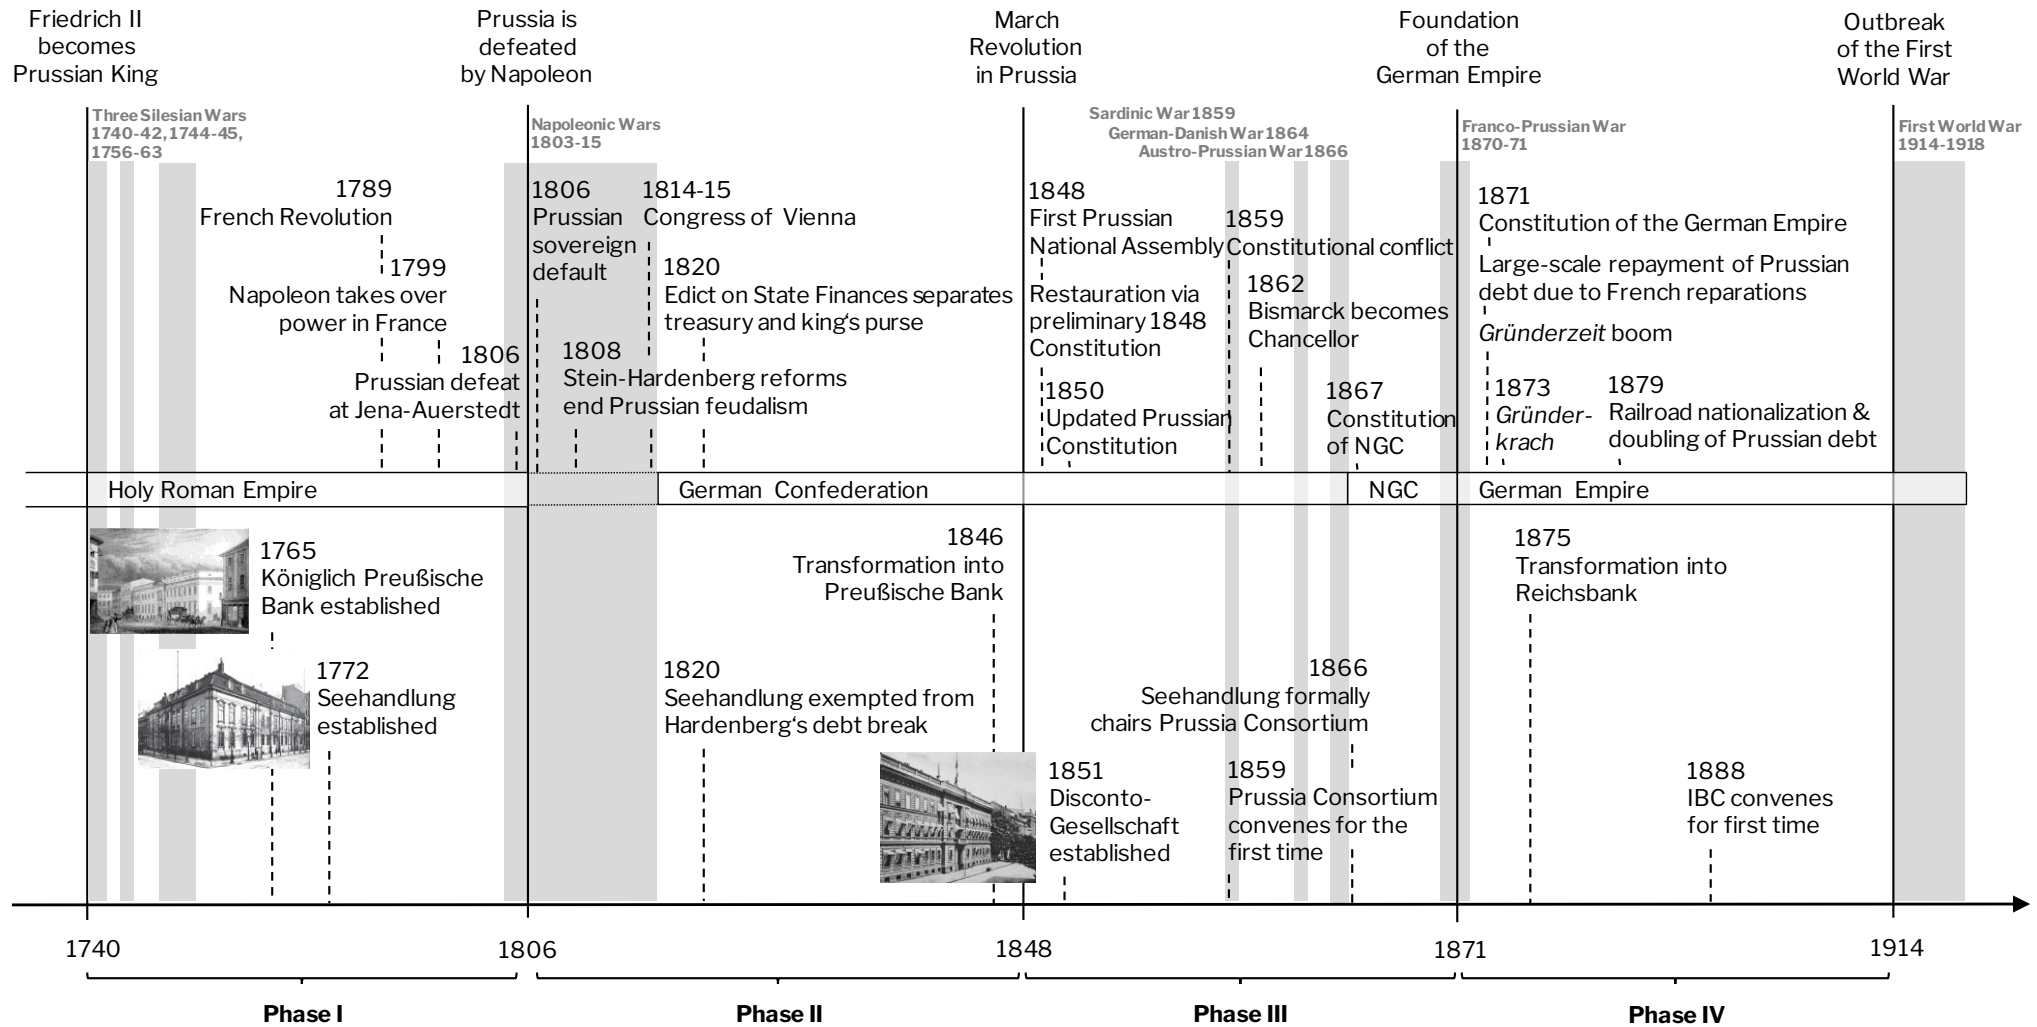 Friedrich II
becomes
Prussian King
Prussia is
defeated
by Napoleon
March
Revolution
in Prussia
Foundation
of the
German Empire
Outbreak
of the First
World War
Three Silesian Wars
1740-42, 1744-45,
1756-63
Napoleonic Wars
1803-15
Sardinic War 1859
German-Danish War 1864
Austro-Prussian War 1866
Franco-Prussian War
1870-71
First World War
1914-1918
1789
French Revolution
1799
Napoleon takes over
power in France
1806
Prussian defeat
at Jena-Auerstedt
1806
Prussian
sovereign
default
1814-15
Congress of Vienna
1820
Edict on State Finances separates
treasury and king‘s purse
1808
Stein-Hardenberg reforms
end Prussian feudalism
1848
First Prussian
National Assembly
Restauration via
preliminary 1848
Constitution
1850
Updated Prussian
Constitution
1859
Constitutional conflict
1862
Bismarck becomes
Chancellor
1867
Constitution
of NGC
1871
Constitution of the German Empire
Large-scale repayment of Prussian
debt due to French reparations
Gründerzeit boom
1873
Gründer-
krach
1879
Railroad nationalization &
doubling of Prussian debt
Holy Roman Empire
German Confederation
NGC
German Empire
1765
Königlich Preußische
Bank established
1772
Seehandlung
established
1846
Transformation into
Preußische Bank
1820
Seehandlung exempted from
Hardenberg‘s debt break
1866
Seehandlung formally
chairs Prussia Consortium
1851
Disconto-
Gesellschaft
established
1859
Prussia Consortium
convenes for the
first time
1875
Transformation into
Reichsbank
1888
IBC convenes
for first time
1740
1806
1848
1871
1914
Phase I
Phase II
Phase III
Phase IV